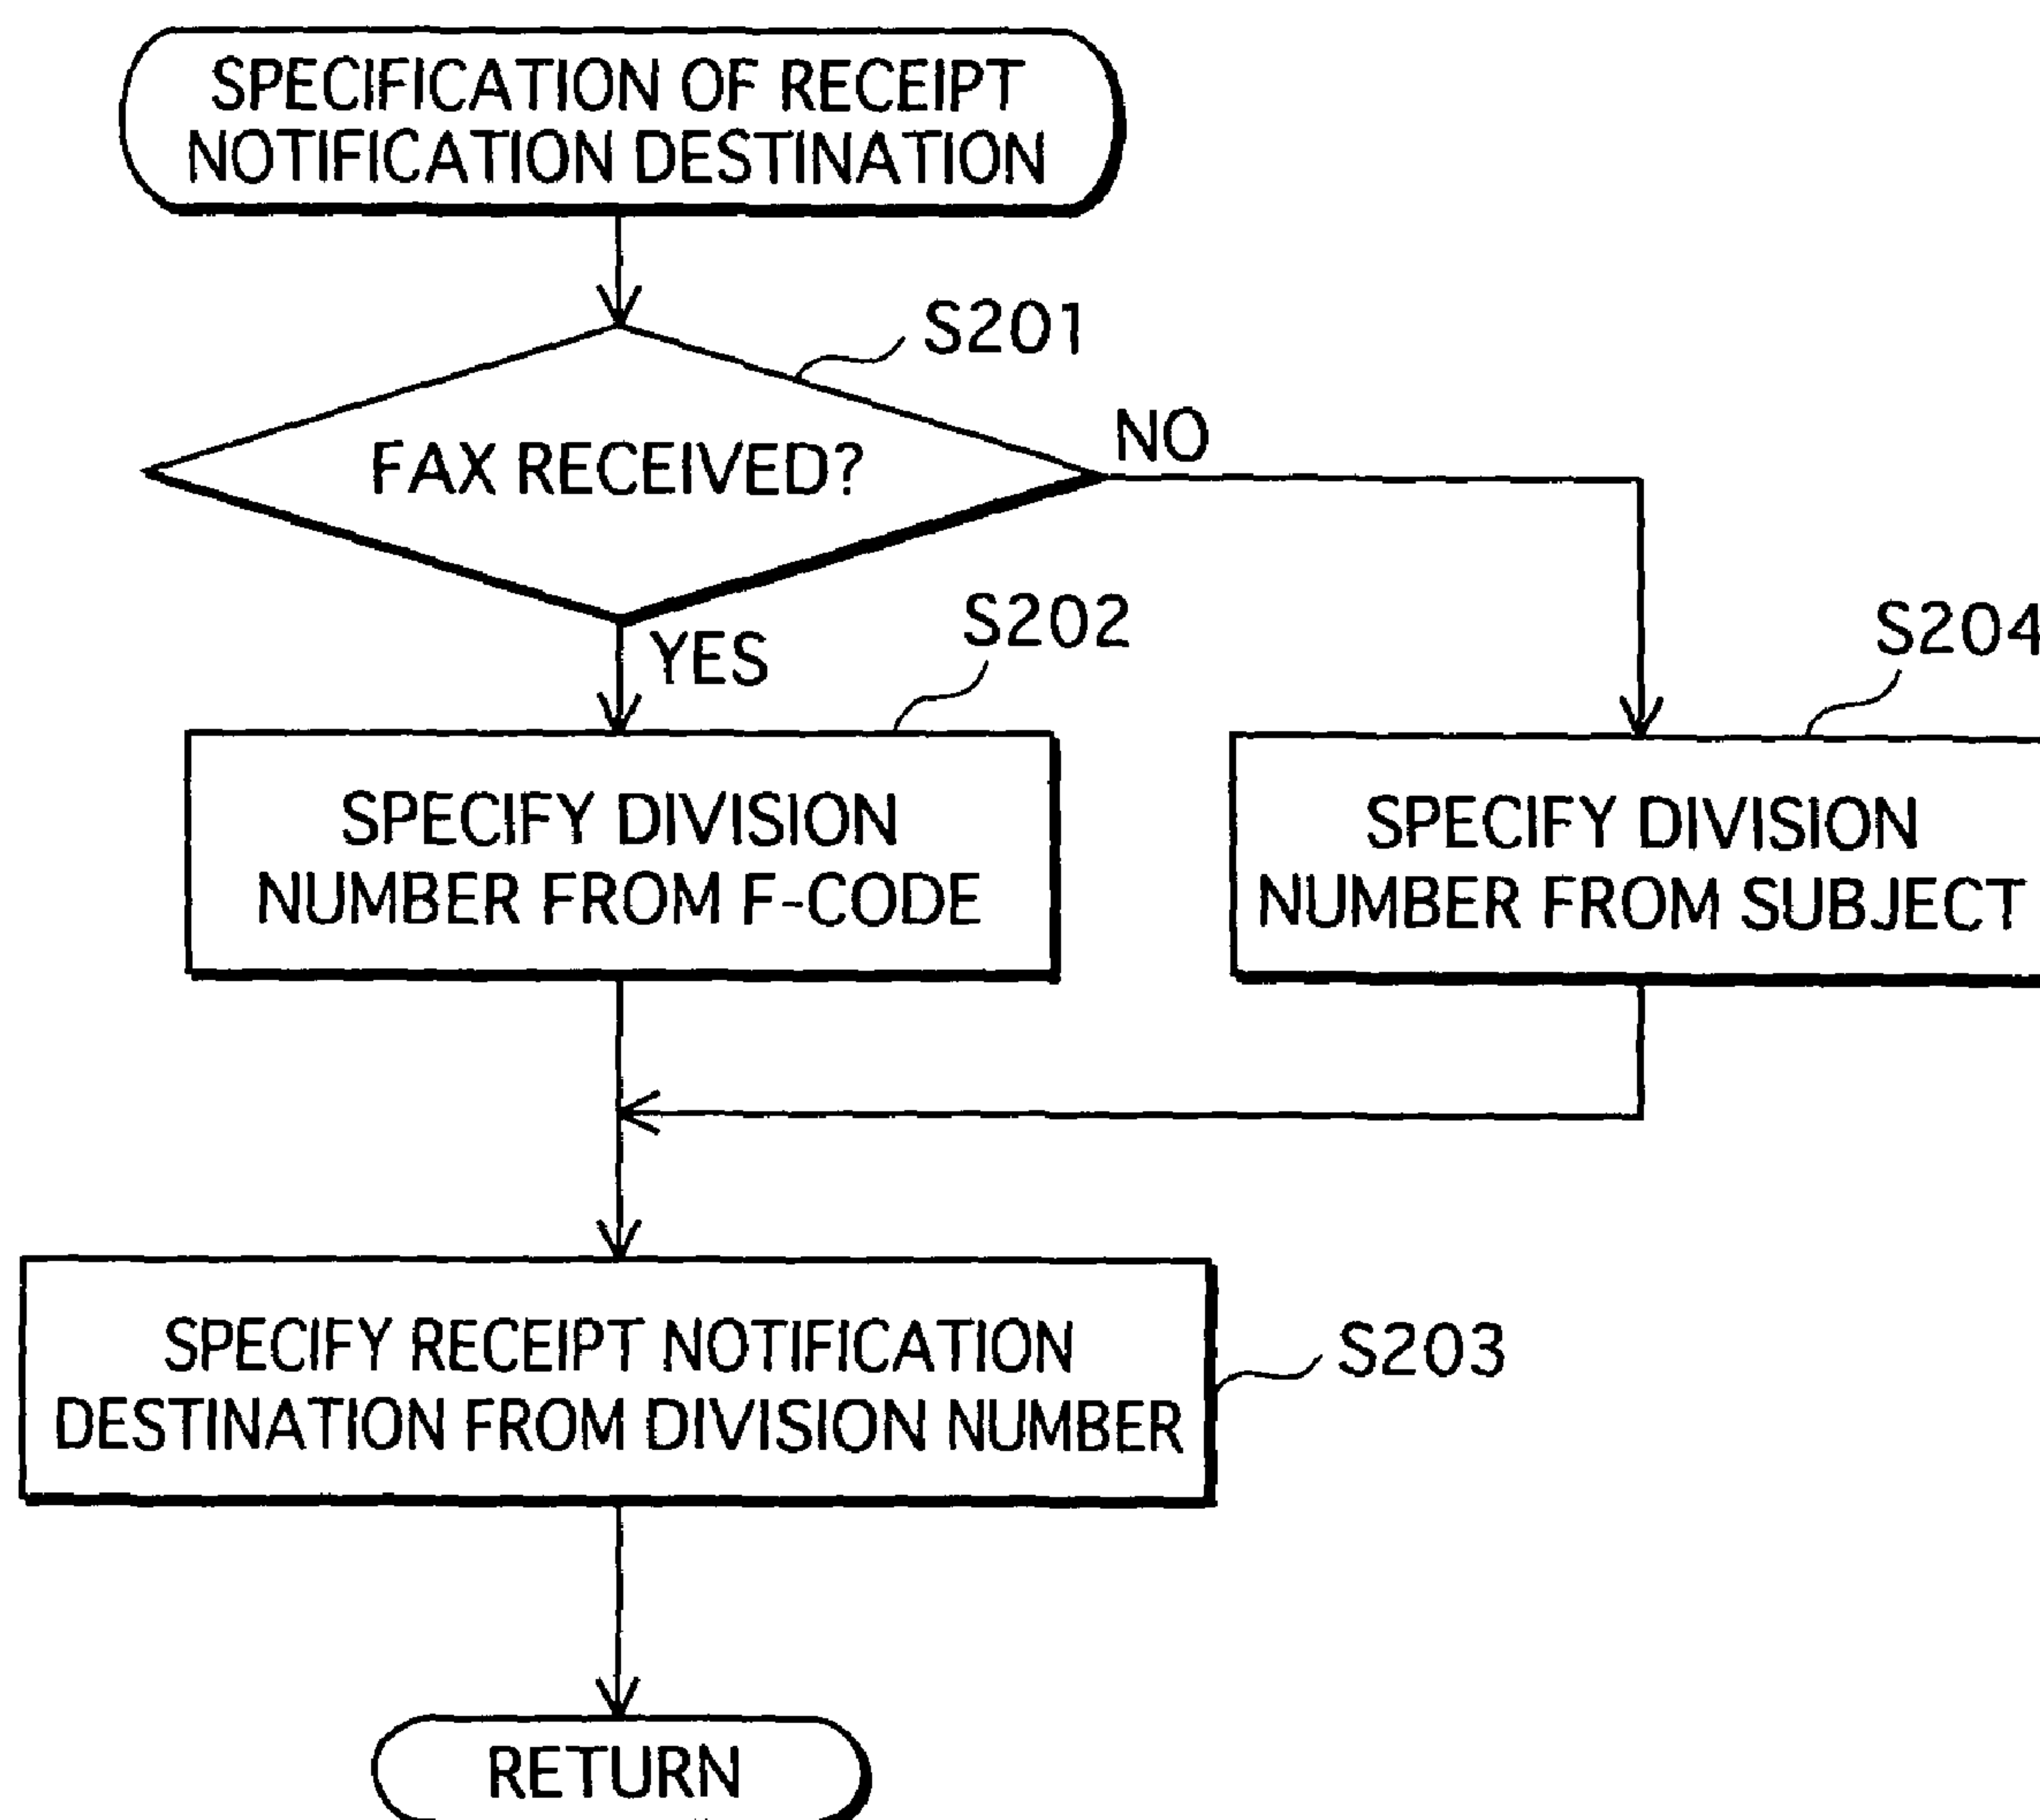 SPECIFICATION OF RECEIPT
NOTIFICATION DESTINATION
S201
FAX RECEIVED?
NO
YES
S202
S204
SPECIFY DIVISION
NUMBER FROM F-CODE
SPECIFY DIVISION
NUMBER FROM SUBJECT
SPECIFY RECEIPT NOTIFICATION
DESTINATION FROM DIVISION NUMBER
S203
RETURN